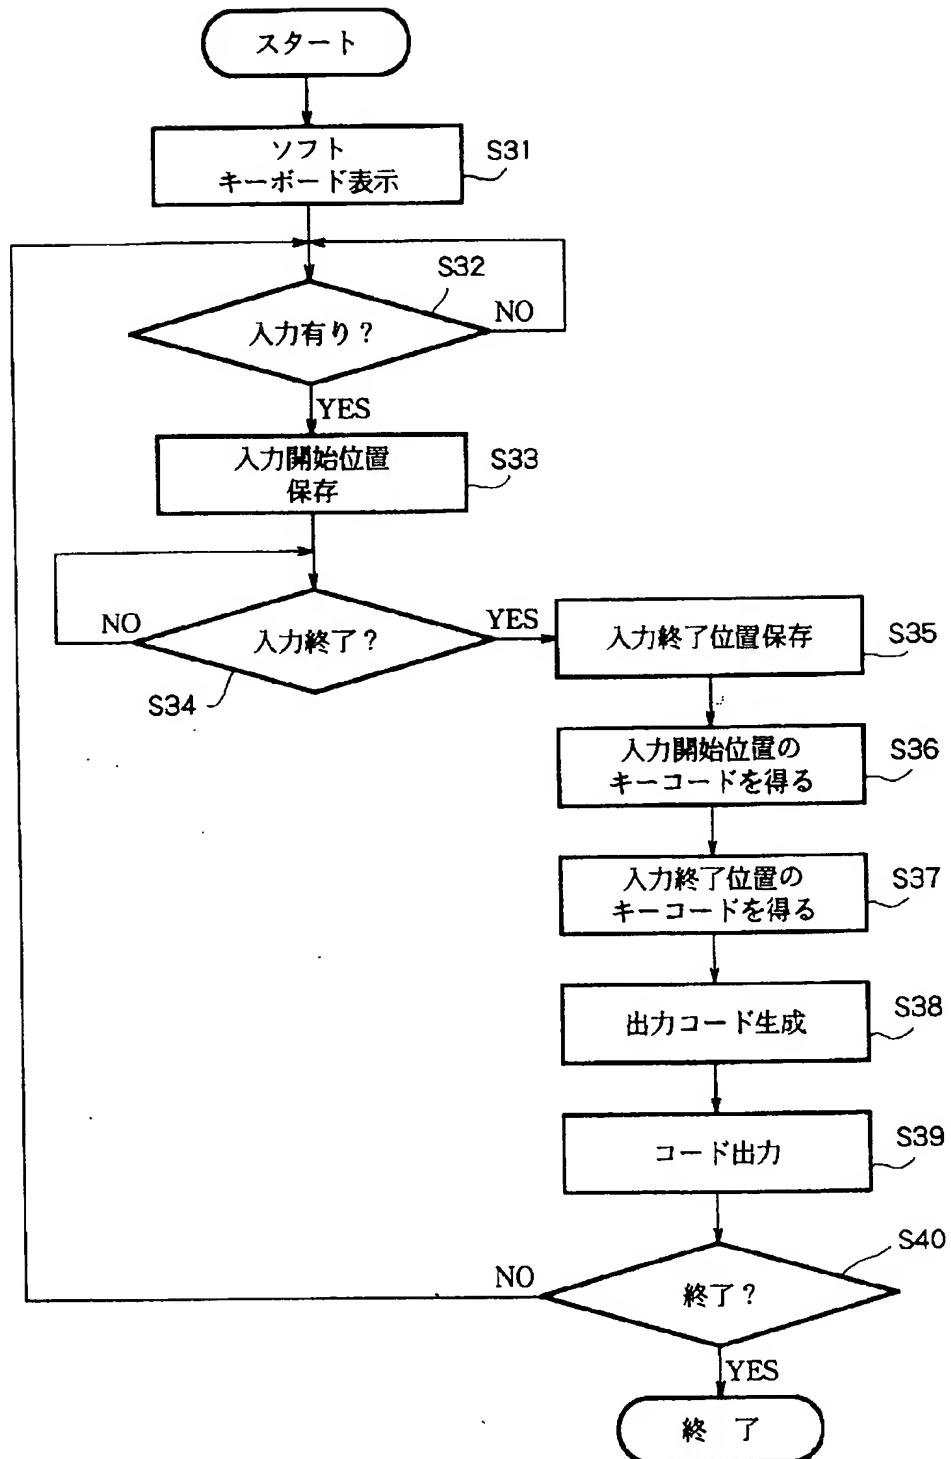 スタート
ソフト
キーボード表示
S31
S32
入力有り?
NO
YES
入力開始位置
保存
S33
NO
入力終了?
YES
S34
入力終了位置保存
S35
入力開始位置の
キーコードを得る
S36
入力終了位置の
キーコードを得る
S37
出力コード生成
S38
コード出力
S39
S40
NO
終了?
YES
終 了